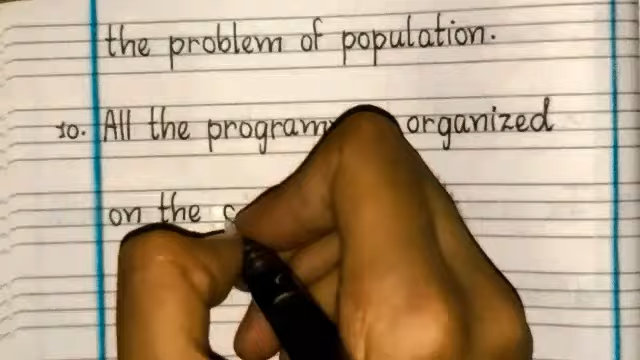 the problem of population.
10. All the program organized
on the c